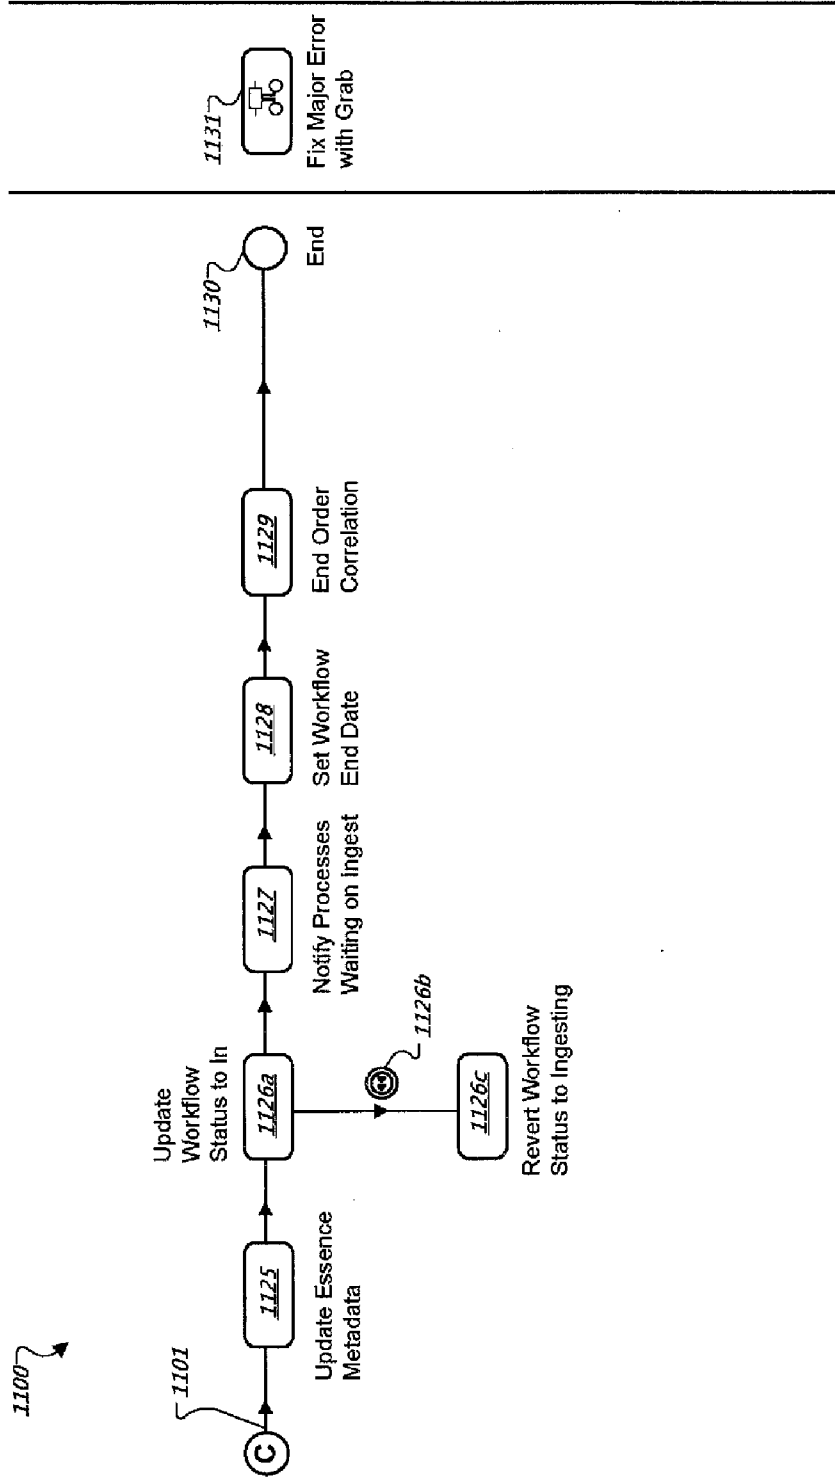 1100
C
1101
1125
Update Essence
Metadata
Update
Workflow
Status to In
1126a
1126b
1126c
Revert Workflow
Status to Ingesting
1127
Notify Processes
Waiting on Ingest
1128
Set Workflow
End Date
1129
End Order
Correlation
1130
End
1131
Fix Major Error
with Grab